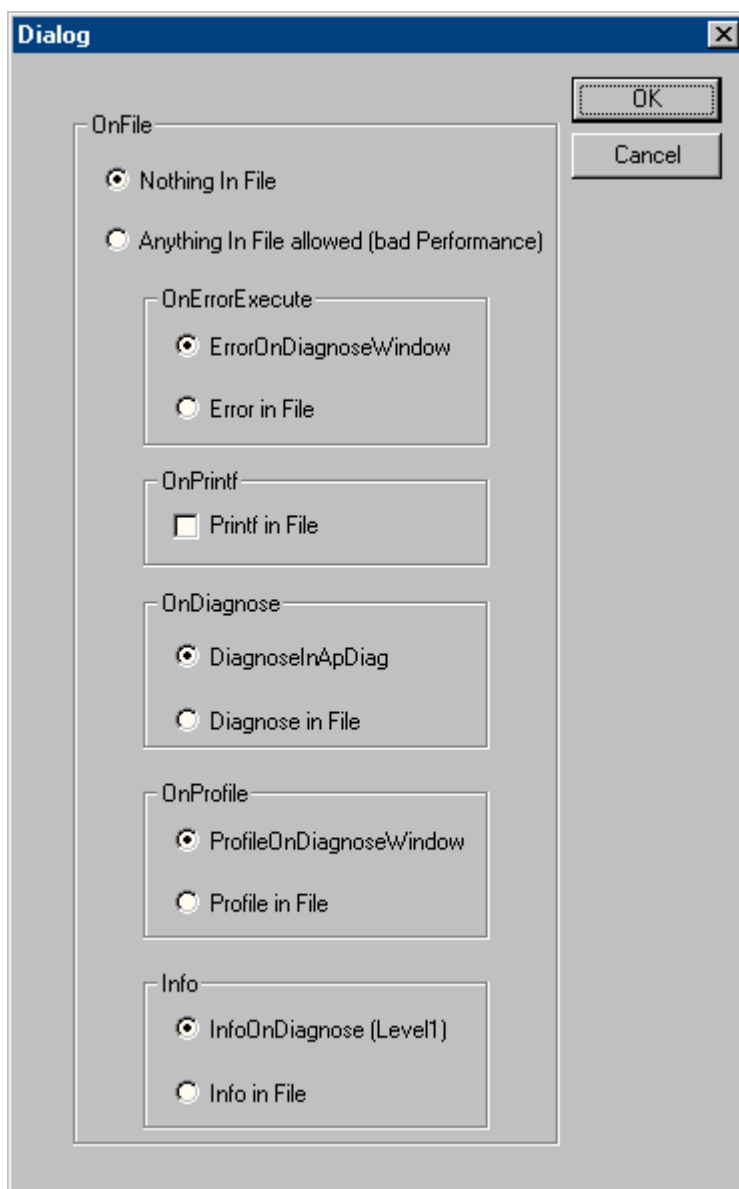 Dialog
OK
Cancel
OnFile
Nothing In File
Anything In File allowed (bad Performance)
OnErrorExecute
ErrorOnDiagnoseWindow
Error in File
OnPrintf
Printf in File
OnDiagnose
DiagnoseInApDiag
Diagnose in File
OnProfile
ProfileOnDiagnoseWindow
Profile in File
Info
InfoOnDiagnose (Level1)
Info in File